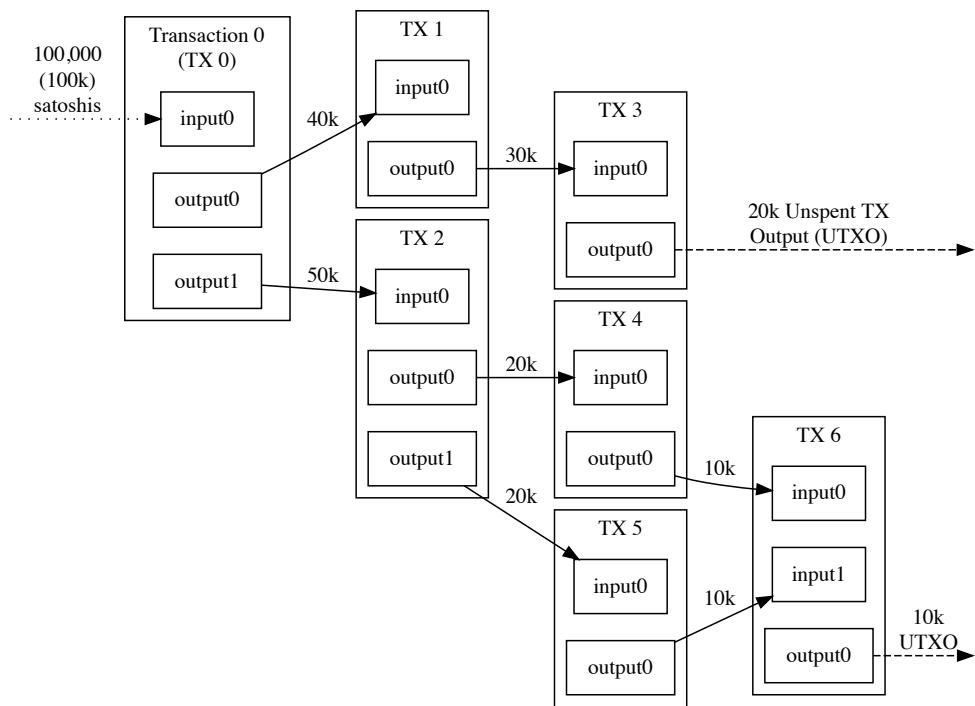 100,000
(100k)
satoshis
Transaction 0
(TX 0)
input0
output0
output1
40k
50k
TX 1
input0
output0
30k
TX 2
input0
output0
output1
20k
20k
TX 3
input0
output0
20k Unspent TX
Output (UTXO)
TX 4
input0
output0
10k
TX 5
input0
output0
10k
TX 6
input0
input1
output0
10k
UTXO